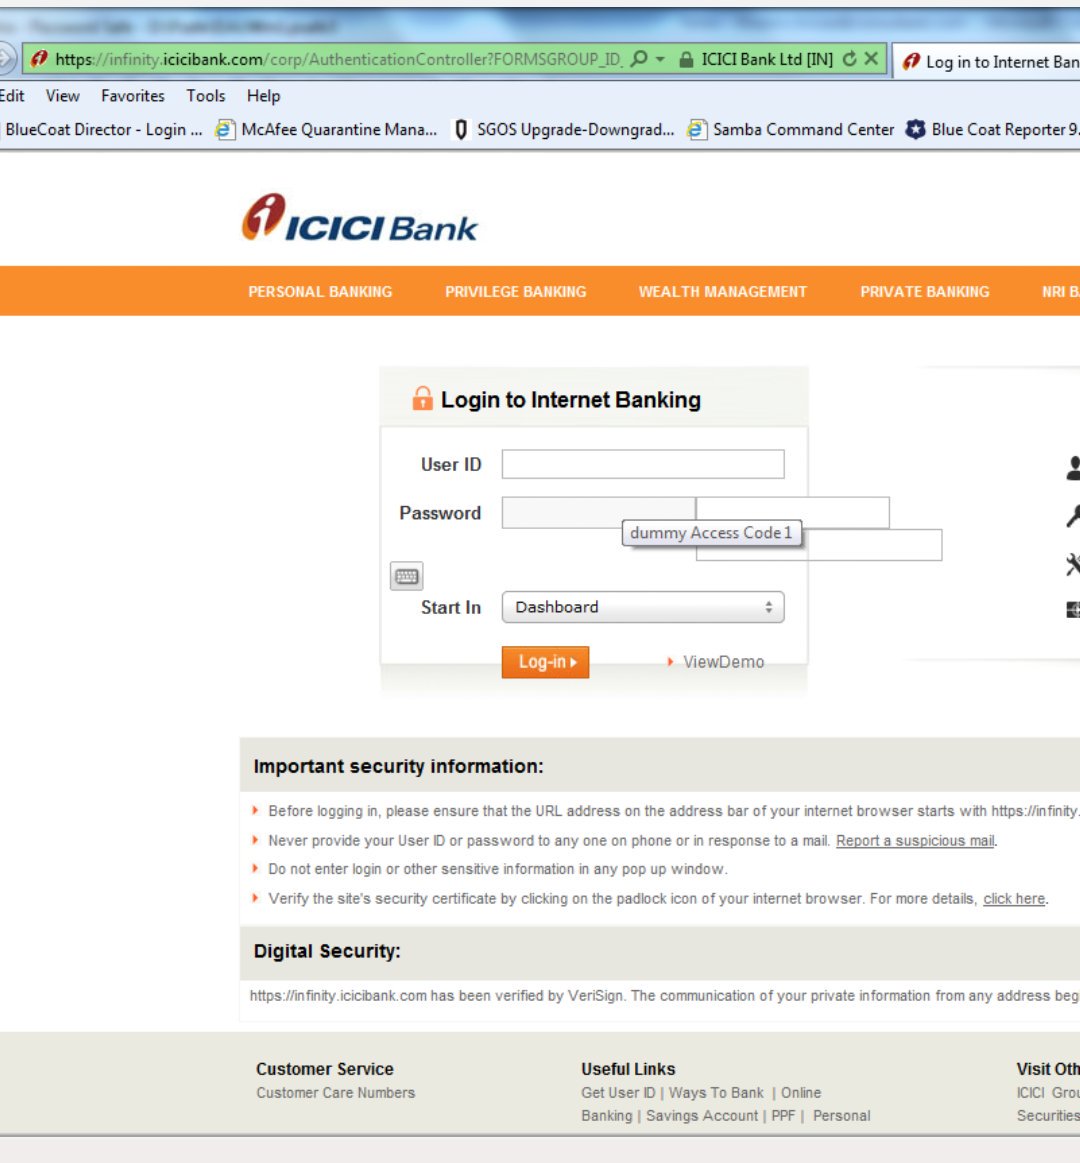 https://infinity.icicibank.com/corp/AuthenticationController?FORMSGROUP_ID_ ICICI Bank Ltd [IN] Log in to Internet Ban
Edit View Favorites Tools Help
BlueCoat Director - Login ... McAfee Quarantine Mana... SGOS Upgrade-Downgrad... Samba Command Center Blue Coat Reporter 9.
ICICI Bank
PERSONAL BANKING PRIVILEGE BANKING WEALTH MANAGEMENT PRIVATE BANKING NRI BA
Login to Internet Banking
User ID
Password
dummy Access Code1
Start In Dashboard
Log-in ViewDemo
Important security information:
Before logging in, please ensure that the URL address on the address bar of your internet browser starts with https://infinity.
Never provide your User ID or password to any one on phone or in response to a mail. Report a suspicious mail.
Do not enter login or other sensitive information in any pop up window.
Verify the site's security certificate by clicking on the padlock icon of your internet browser. For more details, click here.
Digital Security:
https://infinity.icicibank.com has been verified by VeriSign. The communication of your private information from any address beg
Customer Service Useful Links Visit Oth
Customer Care Numbers Get User ID | Ways To Bank | Online ICICI Grou
Banking | Savings Account | PPF | Personal Securities